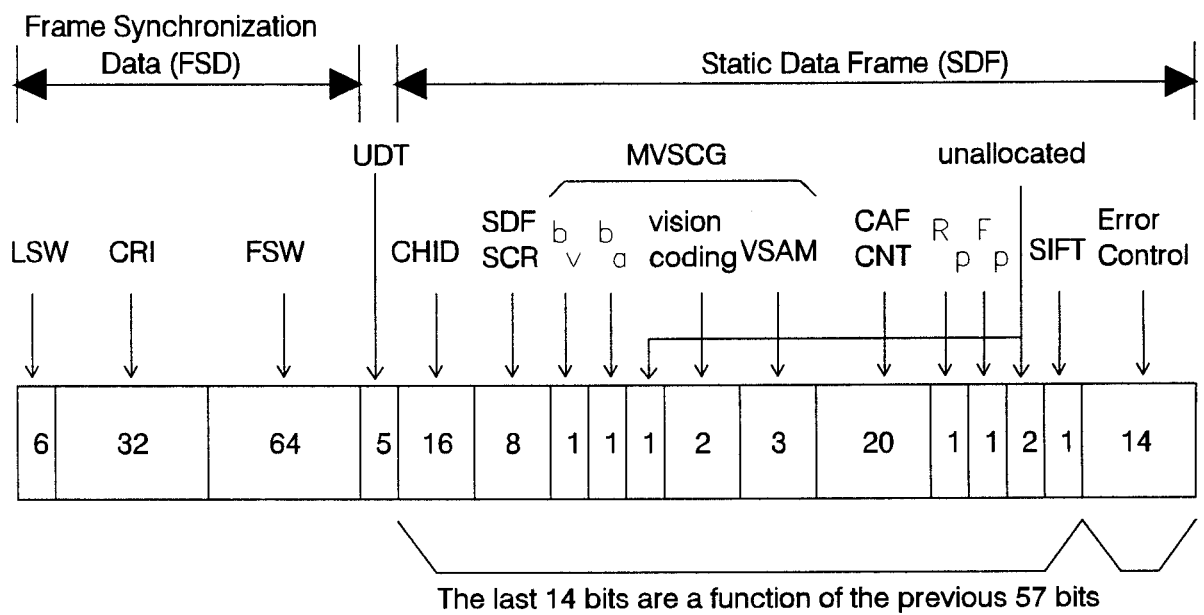 Frame Synchronization
Data (FSD)
Static Data Frame (SDF)
UDT
MVSCG
unallocated
LSW
CRI
FSW
CHID
SDF
SCR
b v
b a
vision
coding
VSAM
CAF
CNT
R p
F p
SIFT
Error
Control
6 32 64 5 16 8 1 1 1 2 3 20 1 1 2 1 14
The last 14 bits are a function of the previous 57 bits